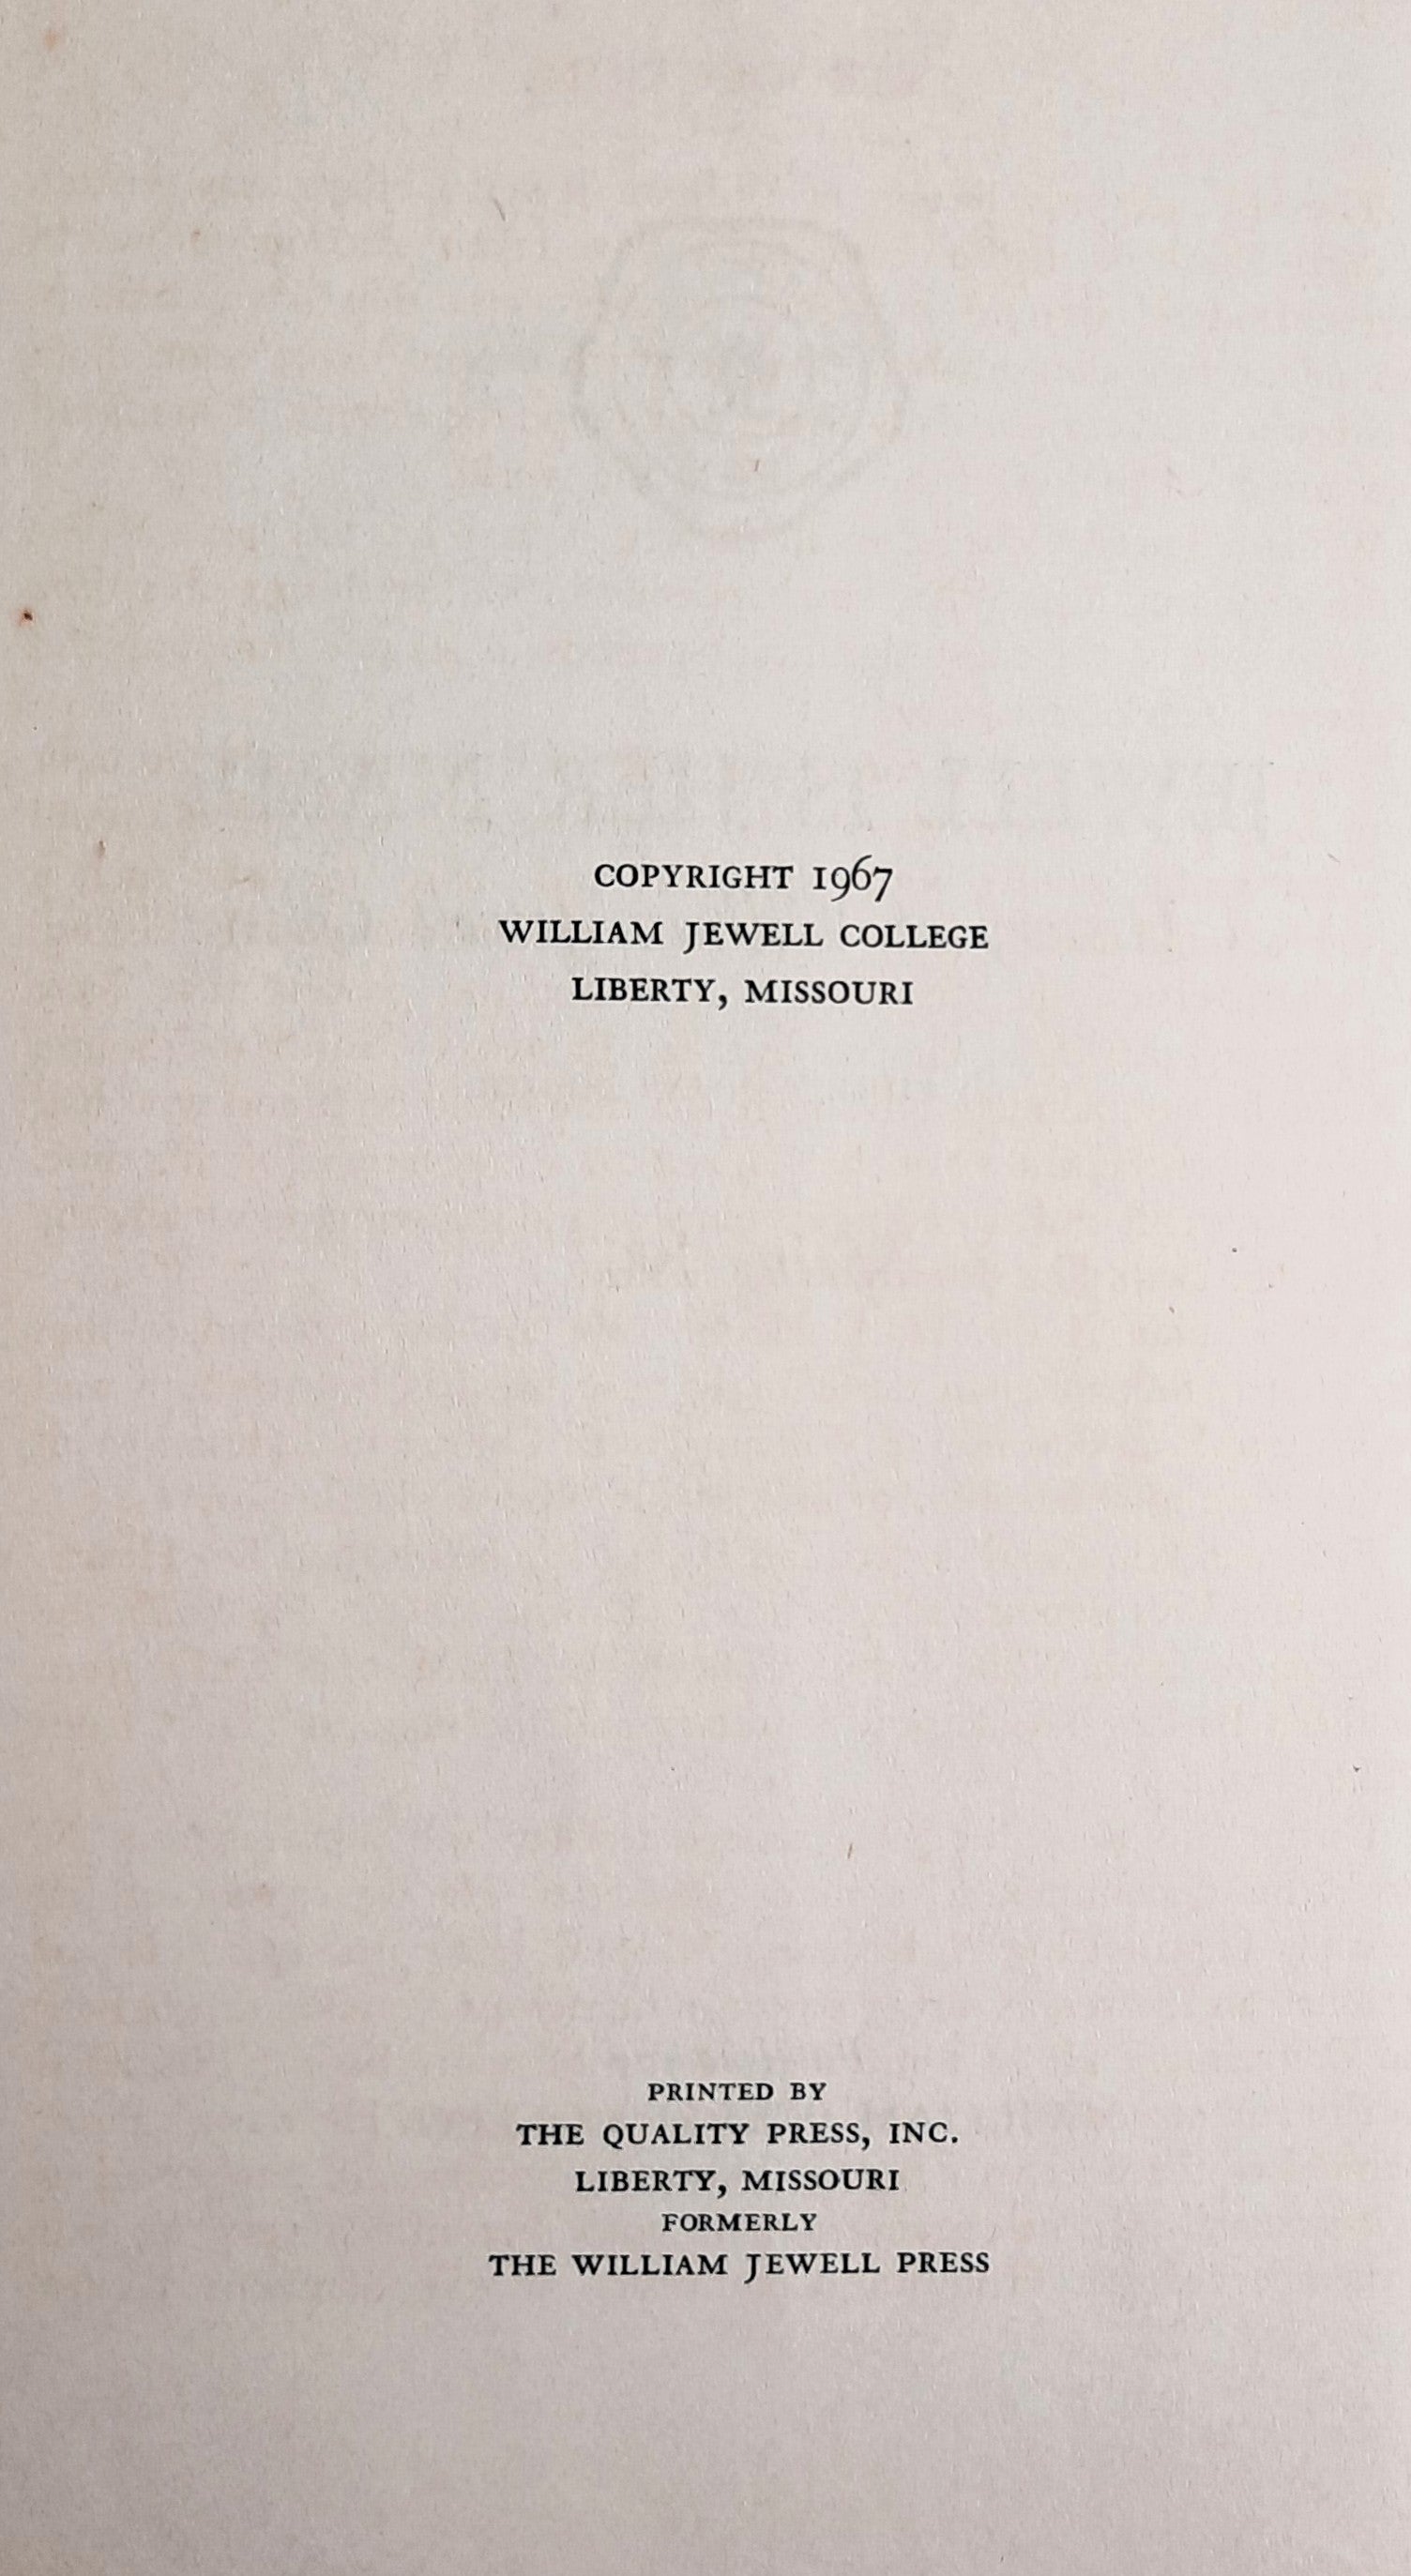 COPYRIGHT 1967
WILLIAM JEWELL COLLEGE
LIBERTY, MISSOURI
PRINTED BY
THE QUALITY PRESS, INC.
LIBERTY, MISSOURI
FORMERLY
THE WILLIAM JEWELL PRESS